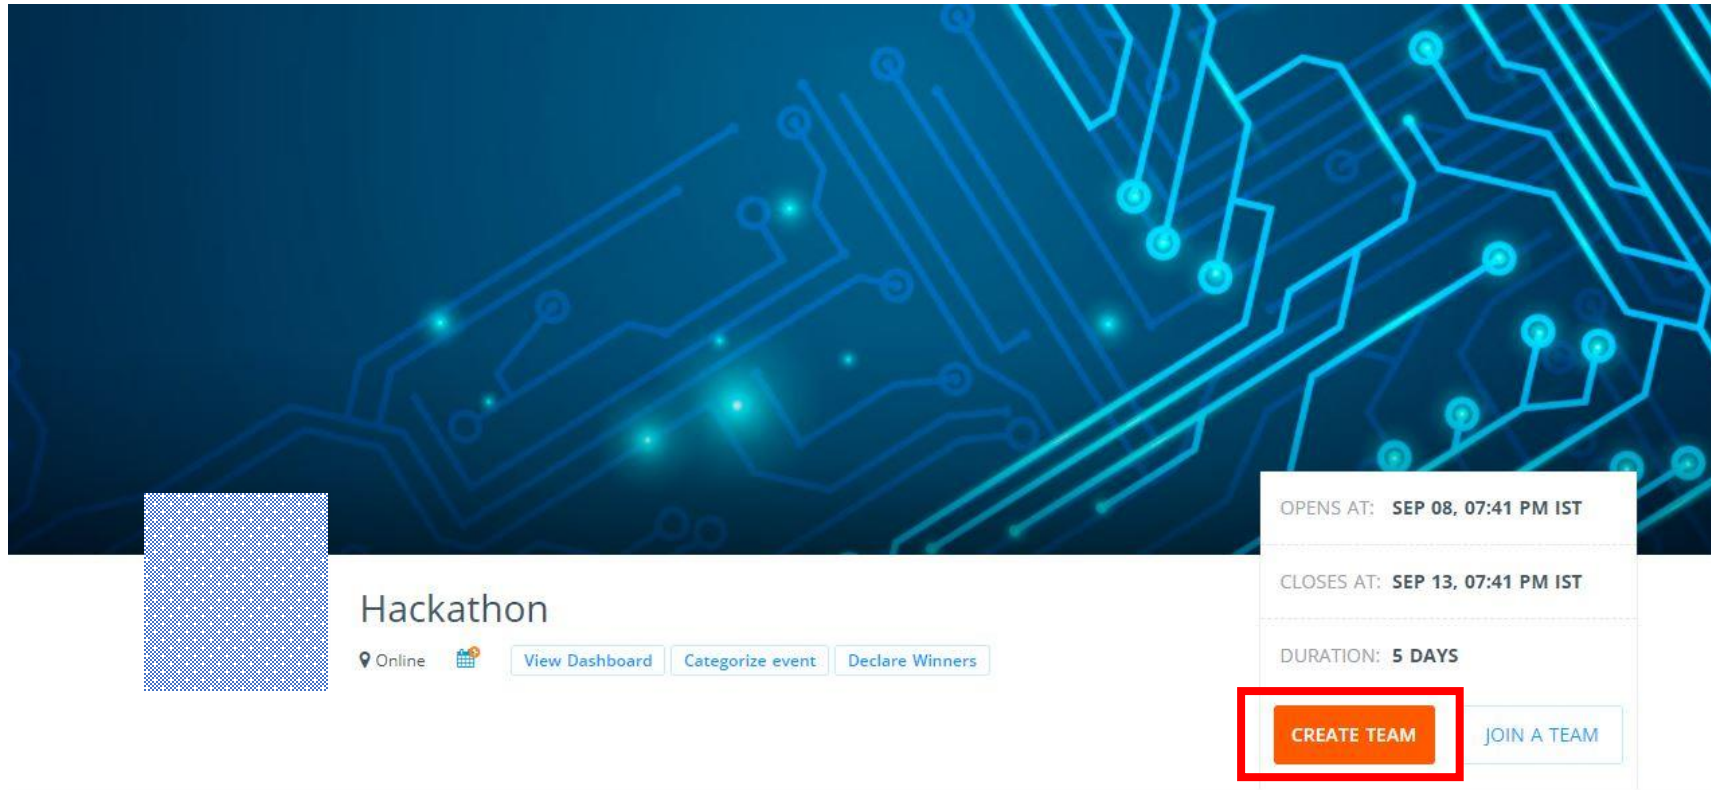 OPENS AT: SEP 08, 07:41 PM IST
CLOSES AT: SEP 13, 07:41 PM IST
Hackathon
Online View Dashboard Categorize event Declare Winners
DURATION: 5 DAYS
CREATE TEAM JOIN A TEAM